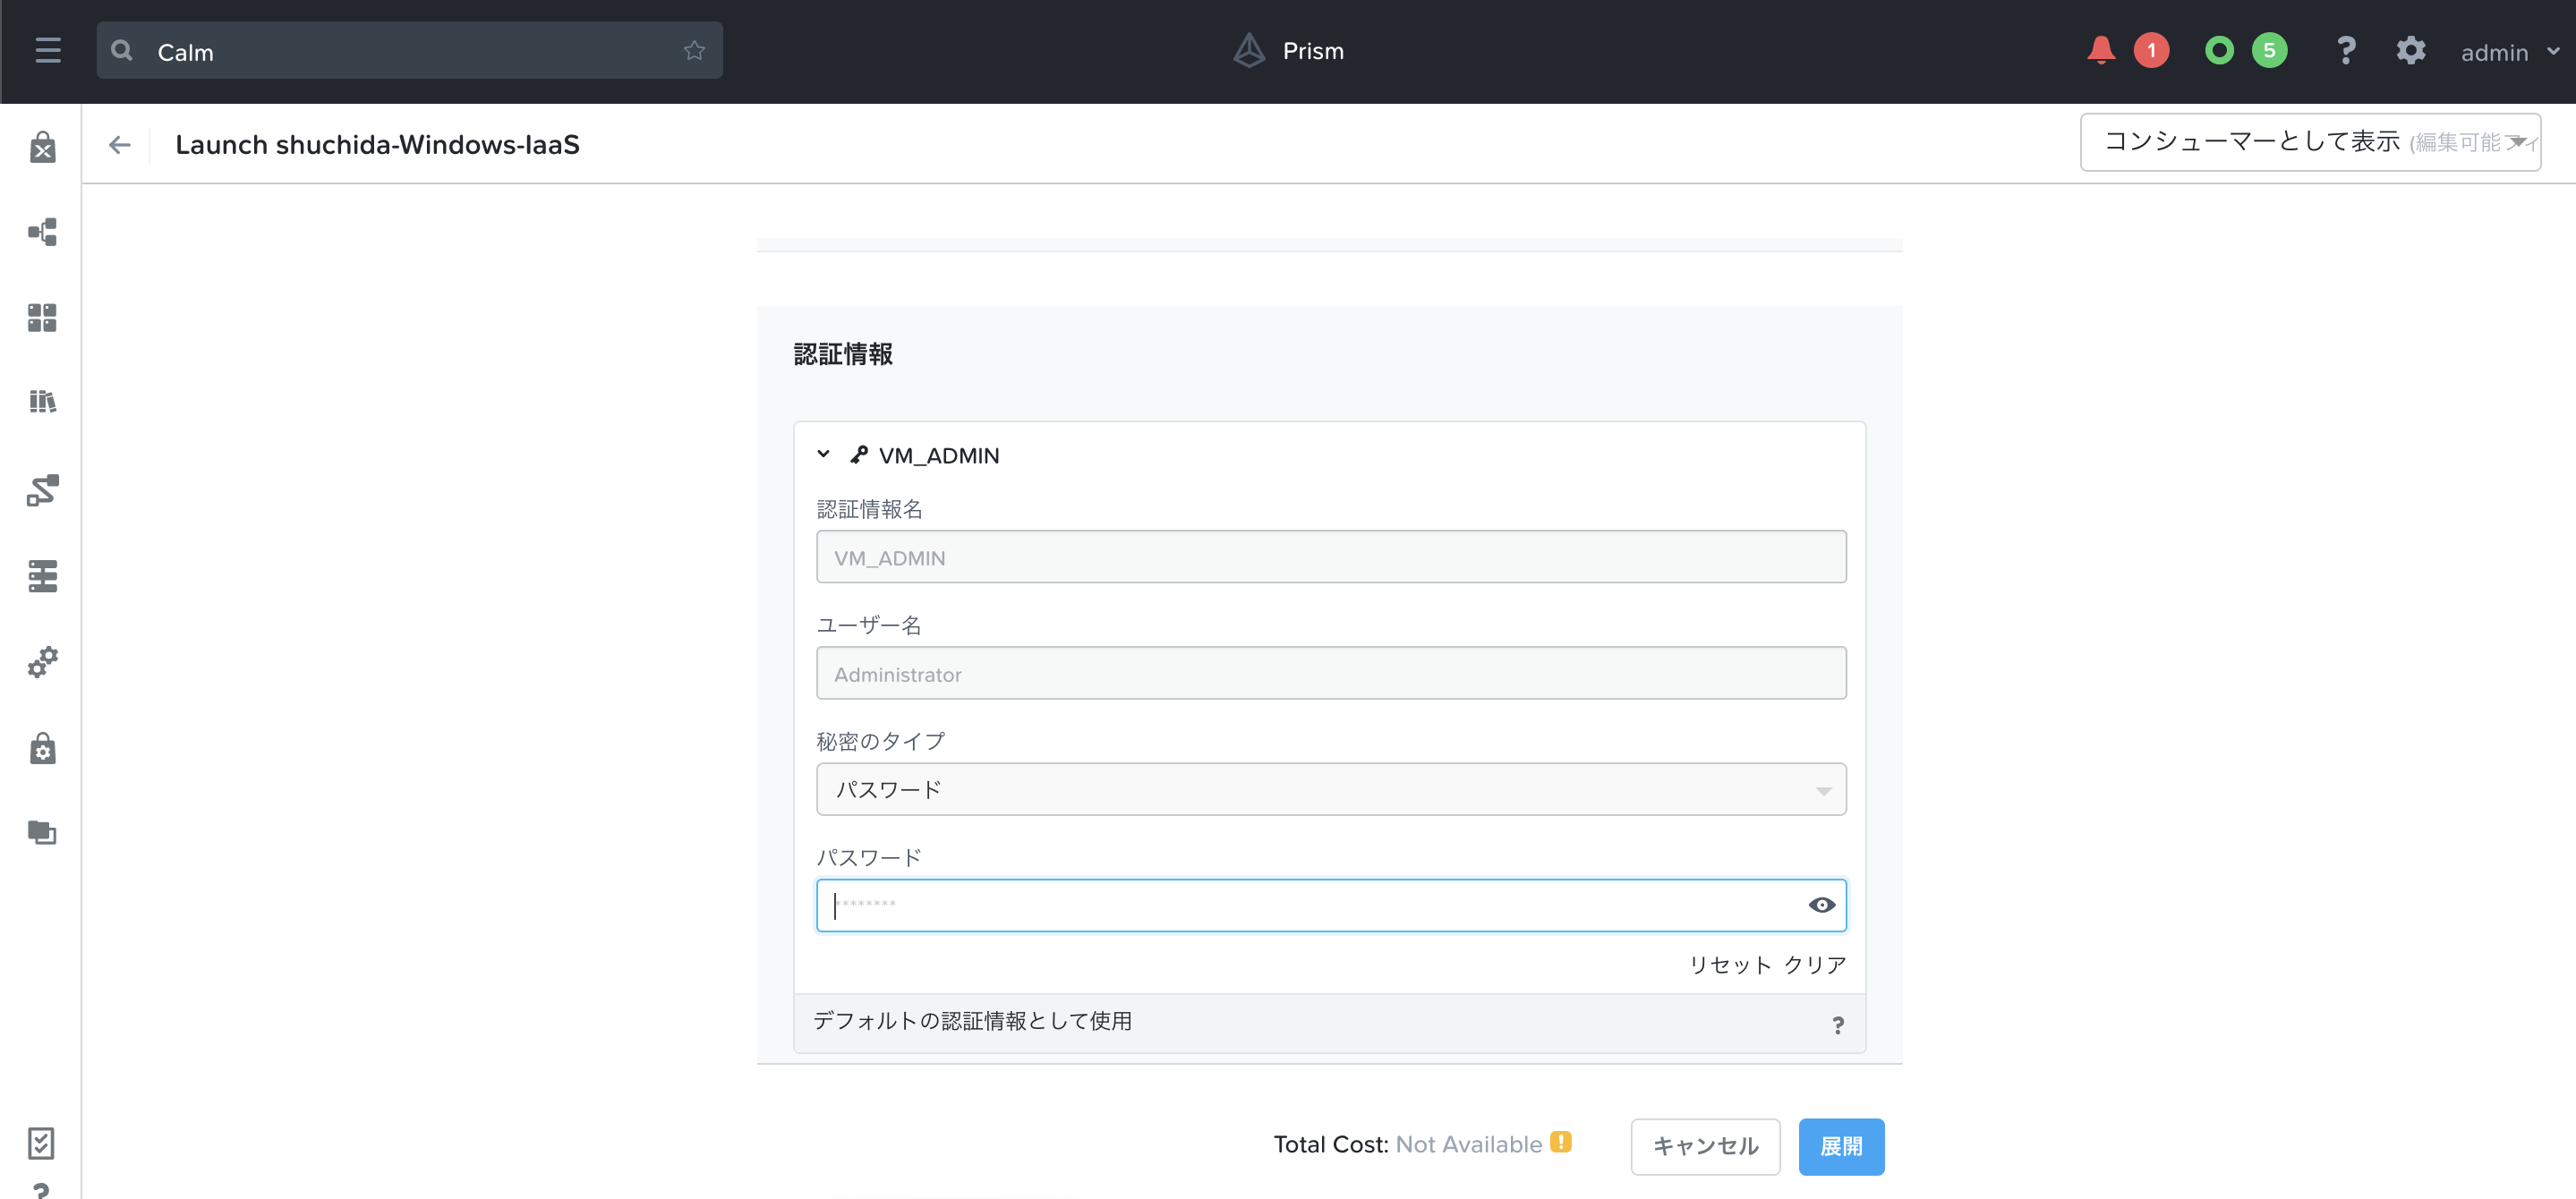 Calm
Prism
1
5
?
admin
Launch shuchida-Windows-IaaS
コンシューマーとして表示 (編集可能フィ
認証情報
VM_ADMIN
認証情報名
VM_ADMIN
ユーザー名
Administrator
秘密のタイプ
パスワード
パスワード
********
リセット クリア
デフォルトの認証情報として使用
?
Total Cost: Not Available !
キャンセル
展開
?